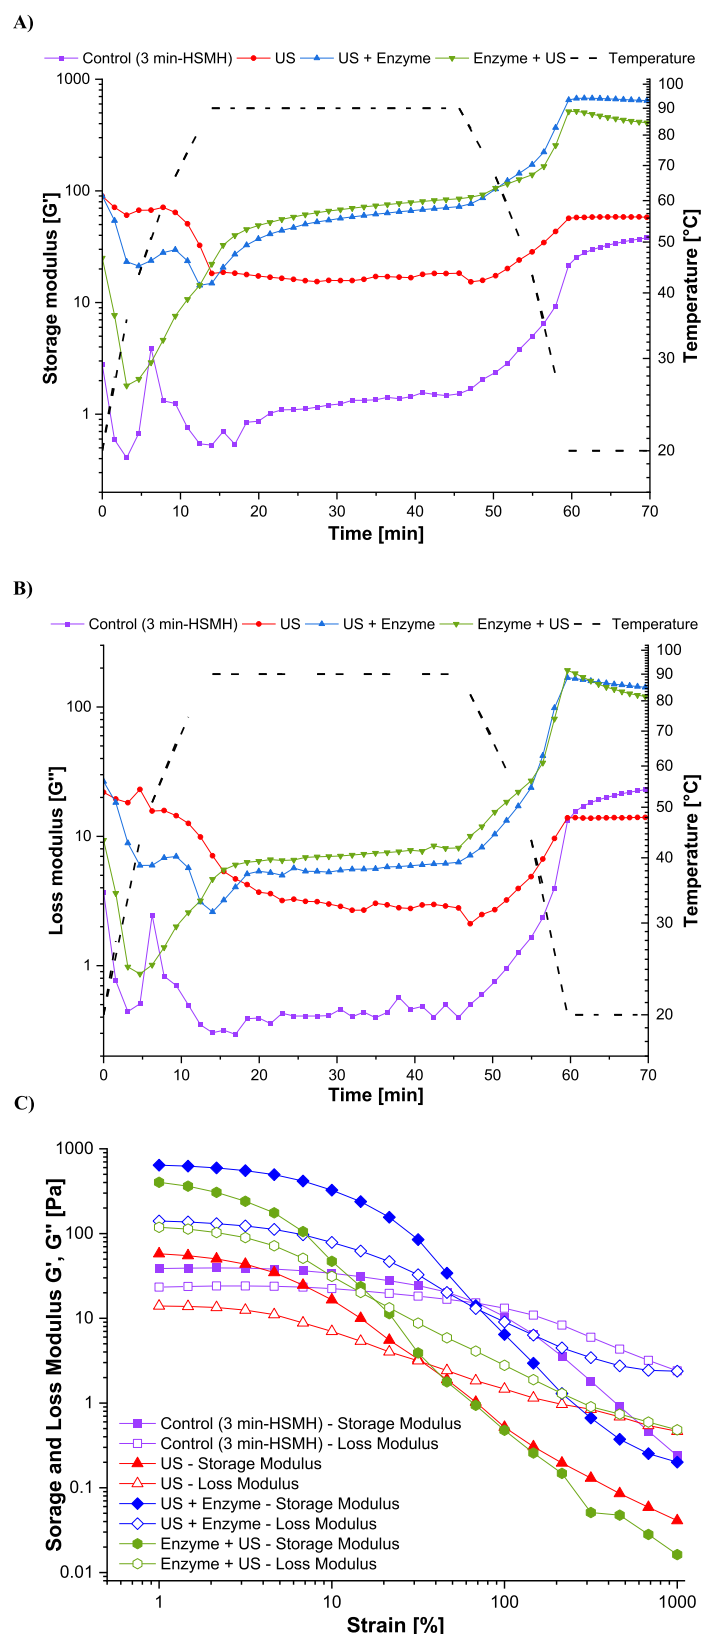 A)
Control (3 min-HSMH) US US + Enzyme Enzyme + US Temperature
1000
100
10
1
Storage modulus [G']
100
90
80
70
60
50
40
30
20
Temperature [°C]
0 10 20 30 40 50 60 70
Time [min]
B)
Control (3 min-HSMH) US US + Enzyme Enzyme + US Temperature
100
10
1
Loss modulus [G"]
100
90
80
70
60
50
40
30
20
Temperature [°C]
0 10 20 30 40 50 60 70
Time [min]
C)
1000
100
10
1
0.1
0.01
Sorage and Loss Modulus G', G" [Pa]
Control (3 min-HSMH) - Storage Modulus
Control (3 min-HSMH) - Loss Modulus
US - Storage Modulus
US - Loss Modulus
US + Enzyme - Storage Modulus
US + Enzyme - Loss Modulus
Enzyme + US - Storage Modulus
Enzyme + US - Loss Modulus
1 10 100 1000
Strain [%]